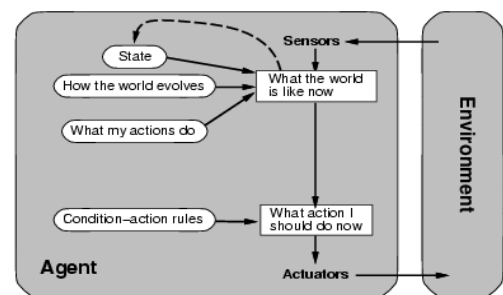 Sensors
State
What the world
is like now
How the world evolves
What my actions do
Condition–action rules
What action I
should do now
Agent
Actuators
Environment